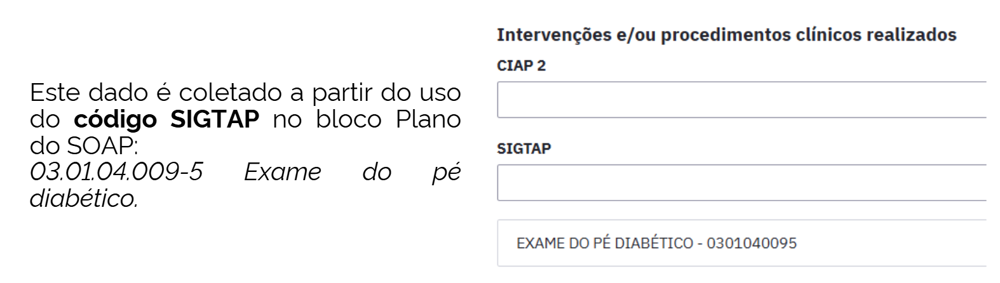 Este dado é coletado a partir do uso
do código SIGTAP no bloco Plano
do SOAP:
03.01.04.009-5 Exame do pé
diabético.
Intervenções e/ou procedimentos clínicos realizados
CIAP 2
SIGTAP
EXAME DO PÉ DIABÉTICO - 0301040095